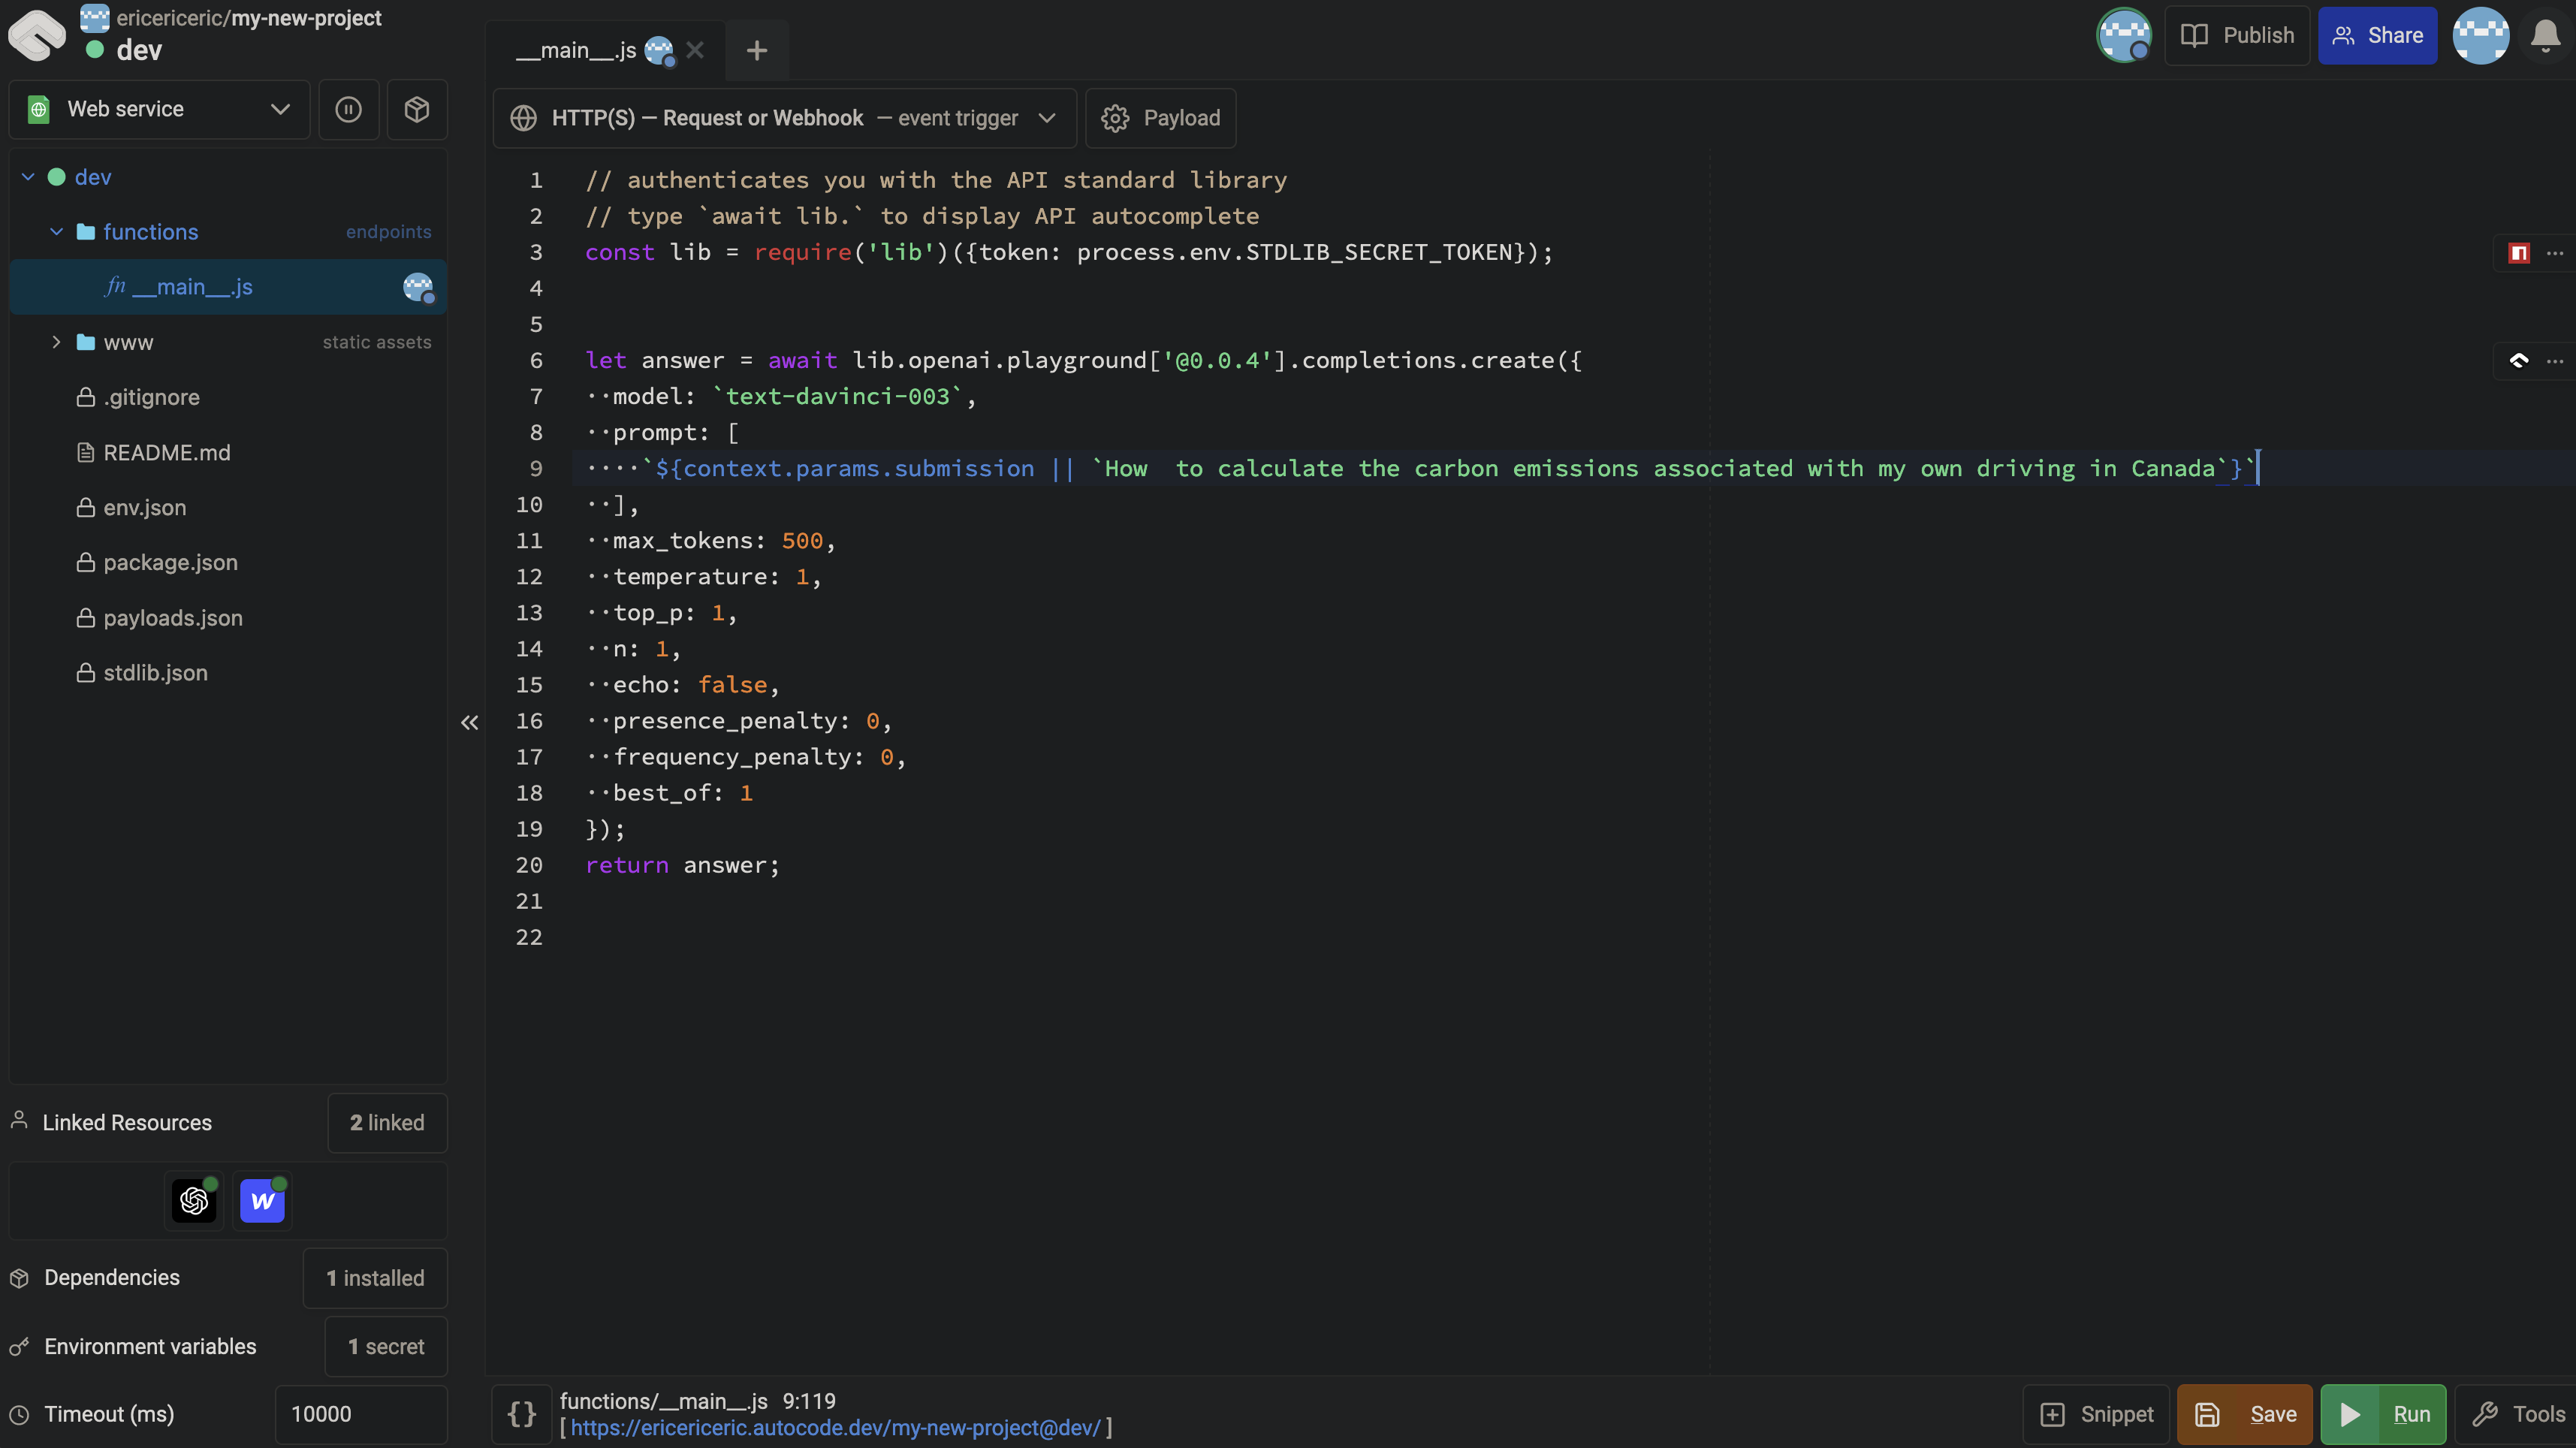 ericericeric/my-new-project
dev
Web service
dev
functions endpoints
fn __main__.js
www static assets
.gitignore
README.md
env.json
package.json
payloads.json
stdlib.json
Linked Resources 2 linked
w
Dependencies 1 installed
Environment variables 1 secret
Timeout (ms) 10000
__main__.js
Publish Share
HTTP(S) — Request or Webhook — event trigger Payload
1 // authenticates you with the API standard library
2 // type `await lib.` to display API autocomplete
3 const lib = require('lib')({token: process.env.STDLIB_SECRET_TOKEN});
4
5
6 let answer = await lib.openai.playground['@0.0.4'].completions.create({
7 ··model: `text-davinci-003`,
8 ··prompt: [
9 ····`${context.params.submission || `How  to calculate the carbon emissions associated with my own driving in Canada`}`
10 ··],
11 ··max_tokens: 500,
12 ··temperature: 1,
13 ··top_p: 1,
14 ··n: 1,
15 ··echo: false,
16 ··presence_penalty: 0,
17 ··frequency_penalty: 0,
18 ··best_of: 1
19 });
20 return answer;
21
22
{} functions/__main__.js 9:119
[ https://ericericeric.autocode.dev/my-new-project@dev/ ]
Snippet Save Run Tools